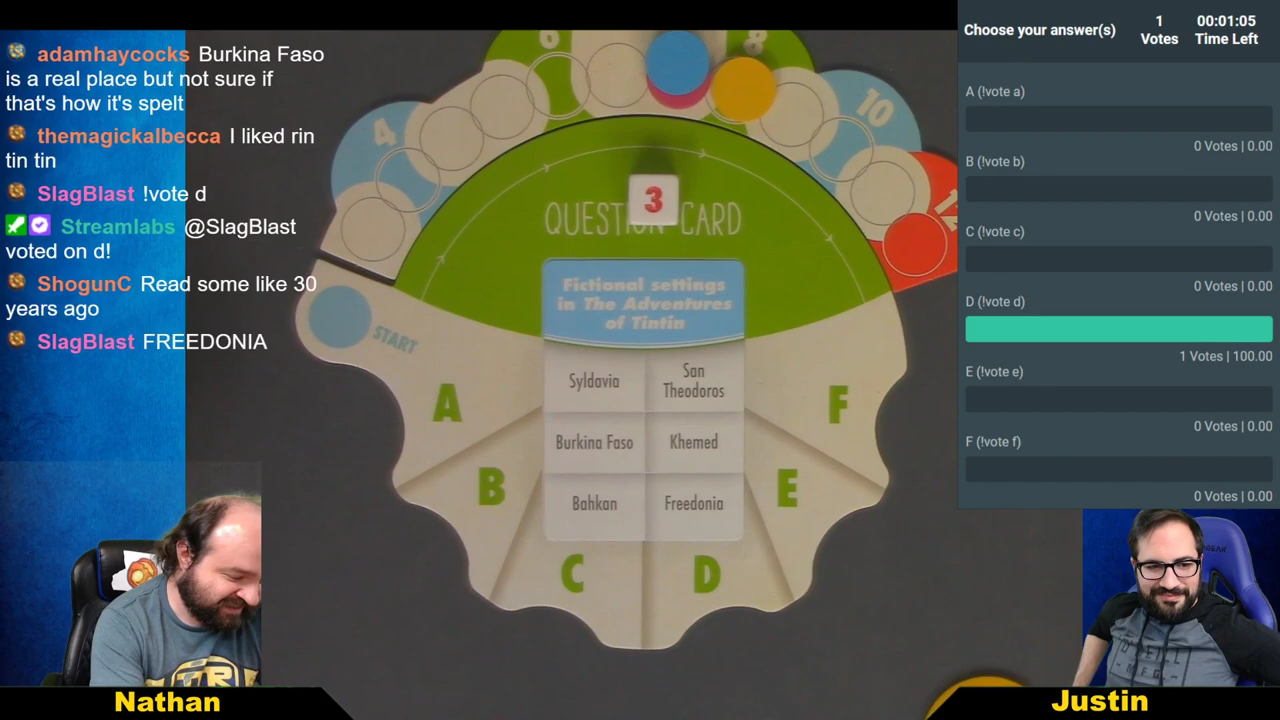 adamhaycocks Burkina Faso
is a real place but not sure if
that's how it's spelt
themagickalbecca I liked rin
tin tin
SlagBlast !vote d
Streamlabs @SlagBlast
voted on d!
ShogunC Read some like 30
years ago
SlagBlast FREEDONIA
4
6
8
10
12
3
QUESTION CARD
START
Fictional settings
in The Adventures
of Tintin
Syldavia
San
Theodoros
Burkina Faso
Khemed
Bahkan
Freedonia
A
B
C
D
E
F
Choose your answer(s)
1
Votes
00:01:05
Time Left
A (!vote a)
0 Votes | 0.00
B (!vote b)
0 Votes | 0.00
C (!vote c)
0 Votes | 0.00
D (!vote d)
1 Votes | 100.00
E (!vote e)
0 Votes | 0.00
F (!vote f)
0 Votes | 0.00
Nathan
Justin